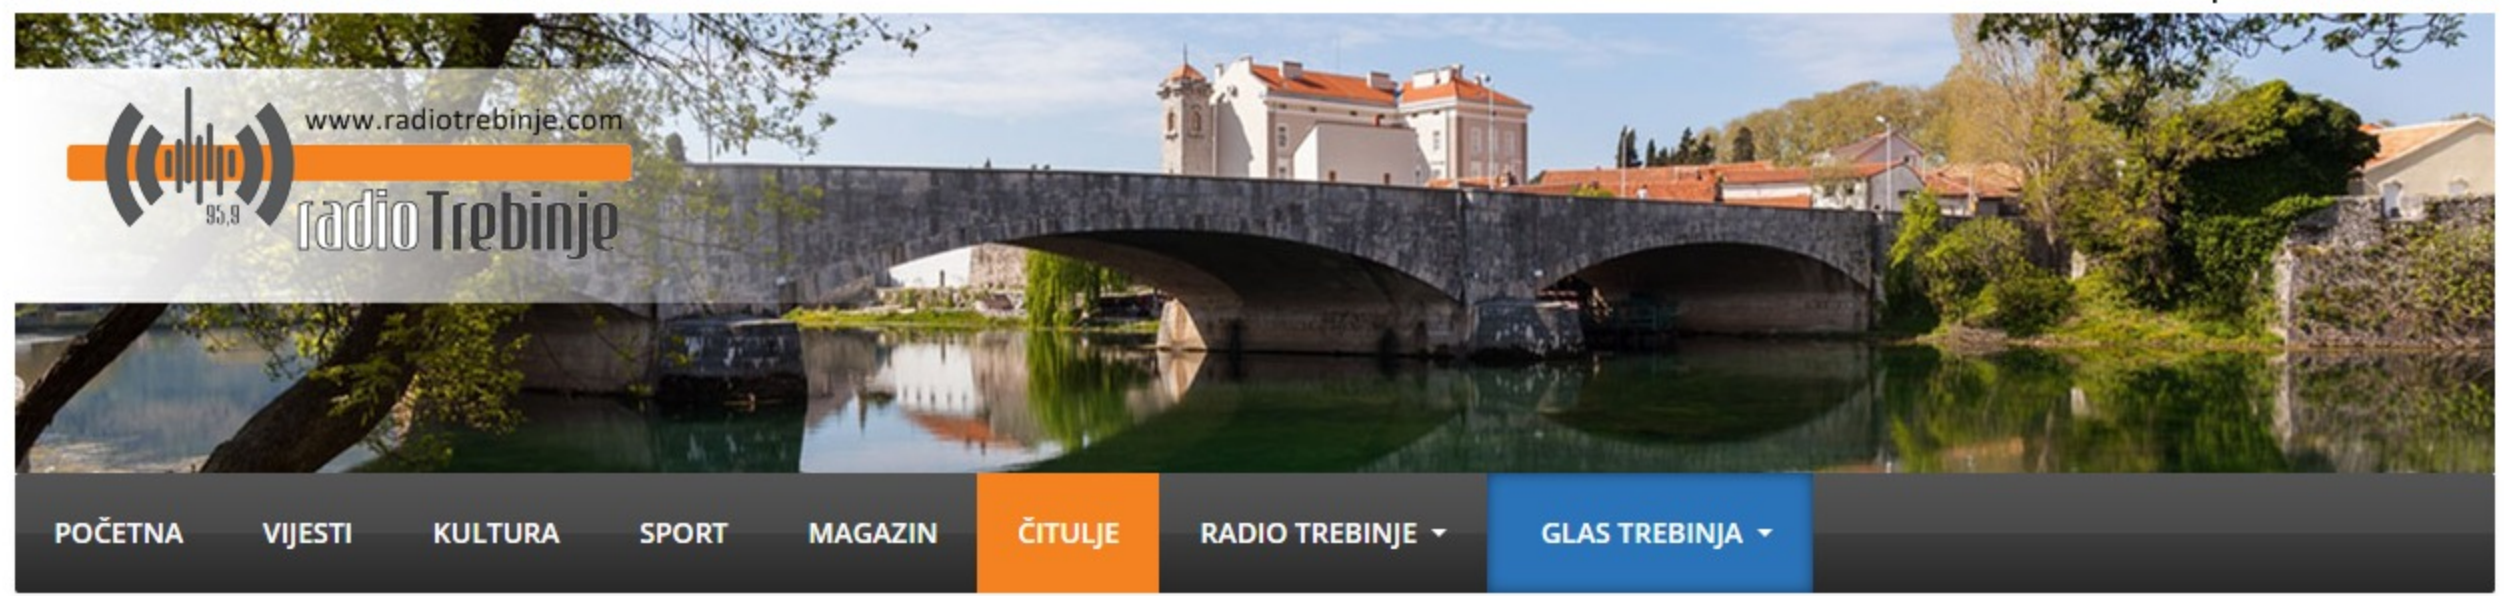 www.radiotrebinje.com
95,9
radio Trebinje
POČETNA VIJESTI KULTURA SPORT MAGAZIN ČITULJE RADIO TREBINJE GLAS TREBINJA